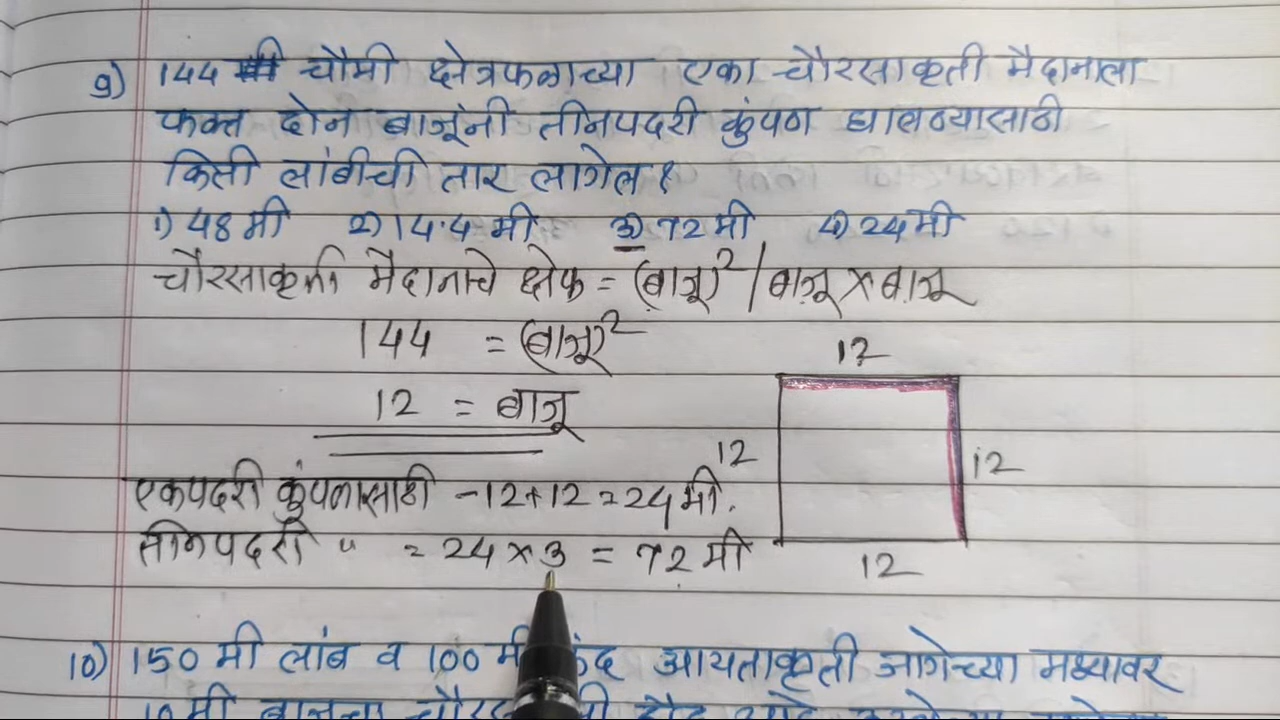 9) 144 चौमी क्षेत्रफळाच्या एका चौरसाकृती मैदानाला
फक्त दोन बाजूंनी तीनपदरी कुंपण घालण्यासाठी
किती लांबीची तार लागेल?
1) 48 मी 2) 14.4 मी 3) 72 मी 4) 24 मी
चौरसाकृती मैदानाचे क्षेफ = (बाजू)² / बाजू × बाजू
144 = (बाजू)²
12 = बाजू
12
12
12
12
एकपदरी कुंपणासाठी - 12 + 12 = 24 मी.
तीनपदरी " = 24 × 3 = 72 मी
10) 150 मी लांब व 100 मी रुंद आयताकृती जागेच्या मध्यावर
10 मी